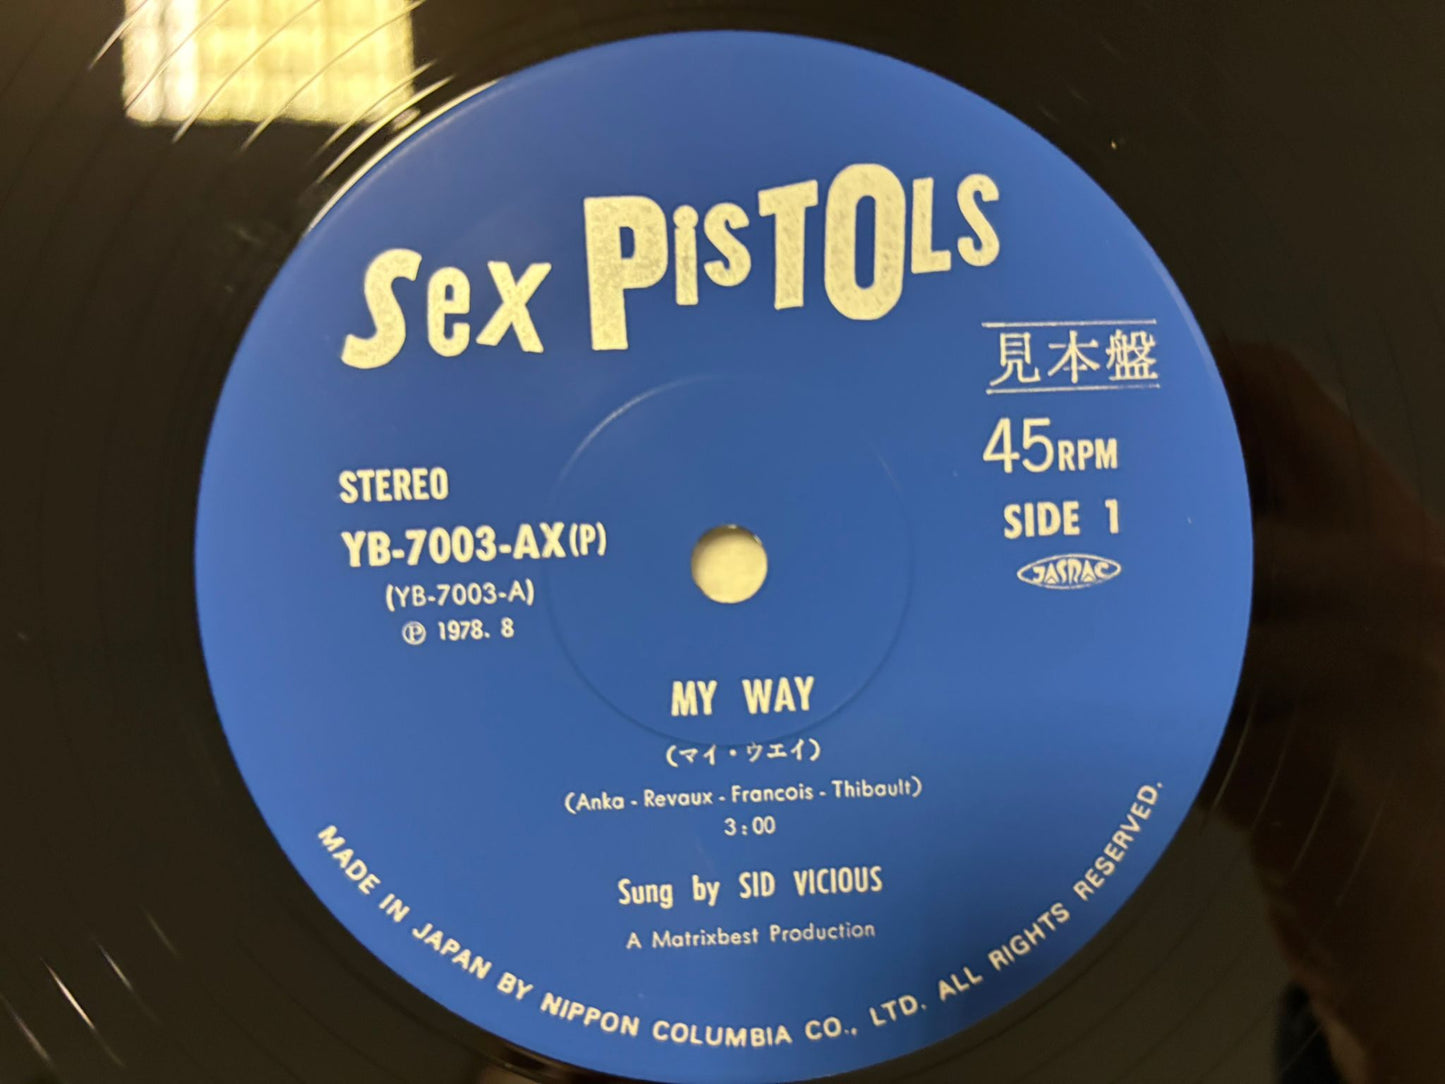 Sex PiSTOLS
見本盤
45RPM
SIDE 1
JASRAC
STEREO
YB-7003-AX(P)
(YB-7003-A)
Ⓟ 1978. 8
MY WAY
(マイ・ウエイ)
(Anka - Revaux - Francois - Thibault)
3:00
Sung by SID VICIOUS
A Matrixbest Production
MADE IN JAPAN BY NIPPON COLUMBIA CO., LTD. ALL RIGHTS RESERVED.